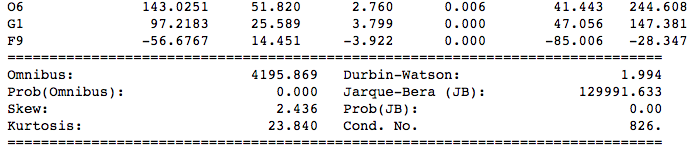 O6 143.0251 51.820 2.760 0.006 41.443 244.608
G1 97.2183 25.589 3.799 0.000 47.056 147.381
F9 -56.6767 14.451 -3.922 0.000 -85.006 -28.347
==============================================================================
Omnibus: 4195.869 Durbin-Watson: 1.994
Prob(Omnibus): 0.000 Jarque-Bera (JB): 129991.633
Skew: 2.436 Prob(JB): 0.00
Kurtosis: 23.840 Cond. No. 826.
==============================================================================